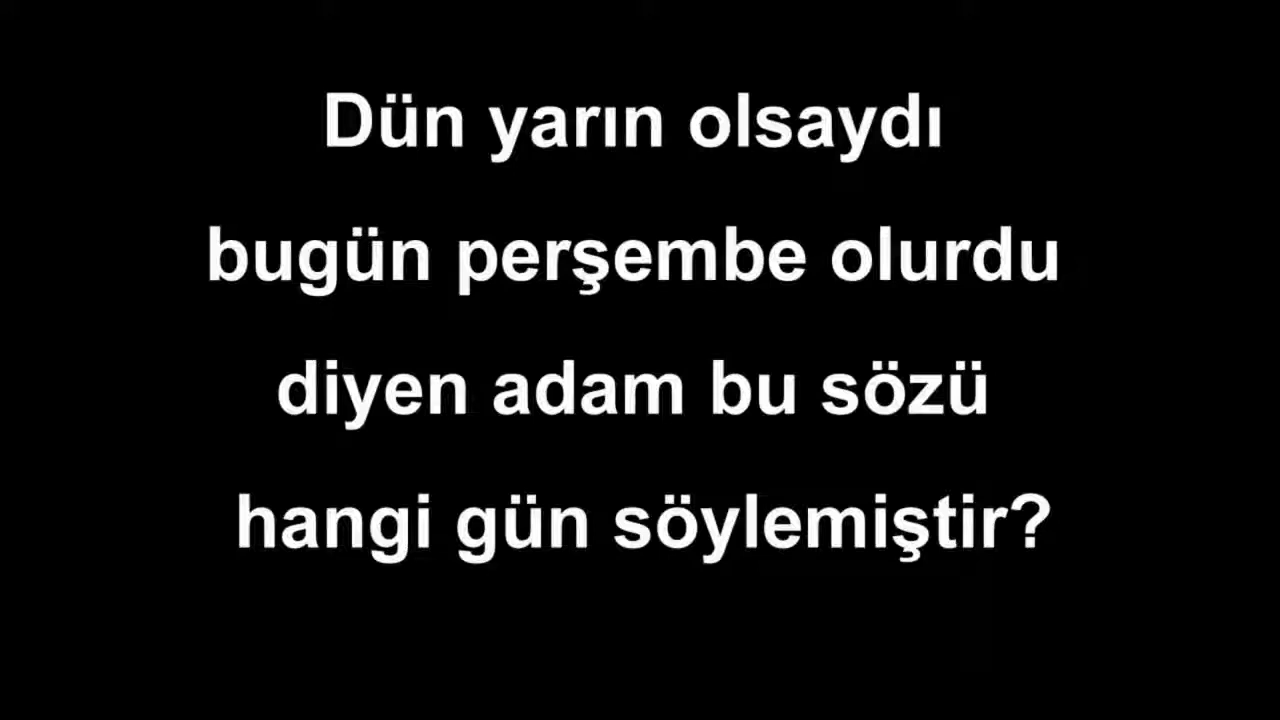 Dün yarın olsaydı
bugün perşembe olurdu
diyen adam bu sözü
hangi gün söylemiştir?